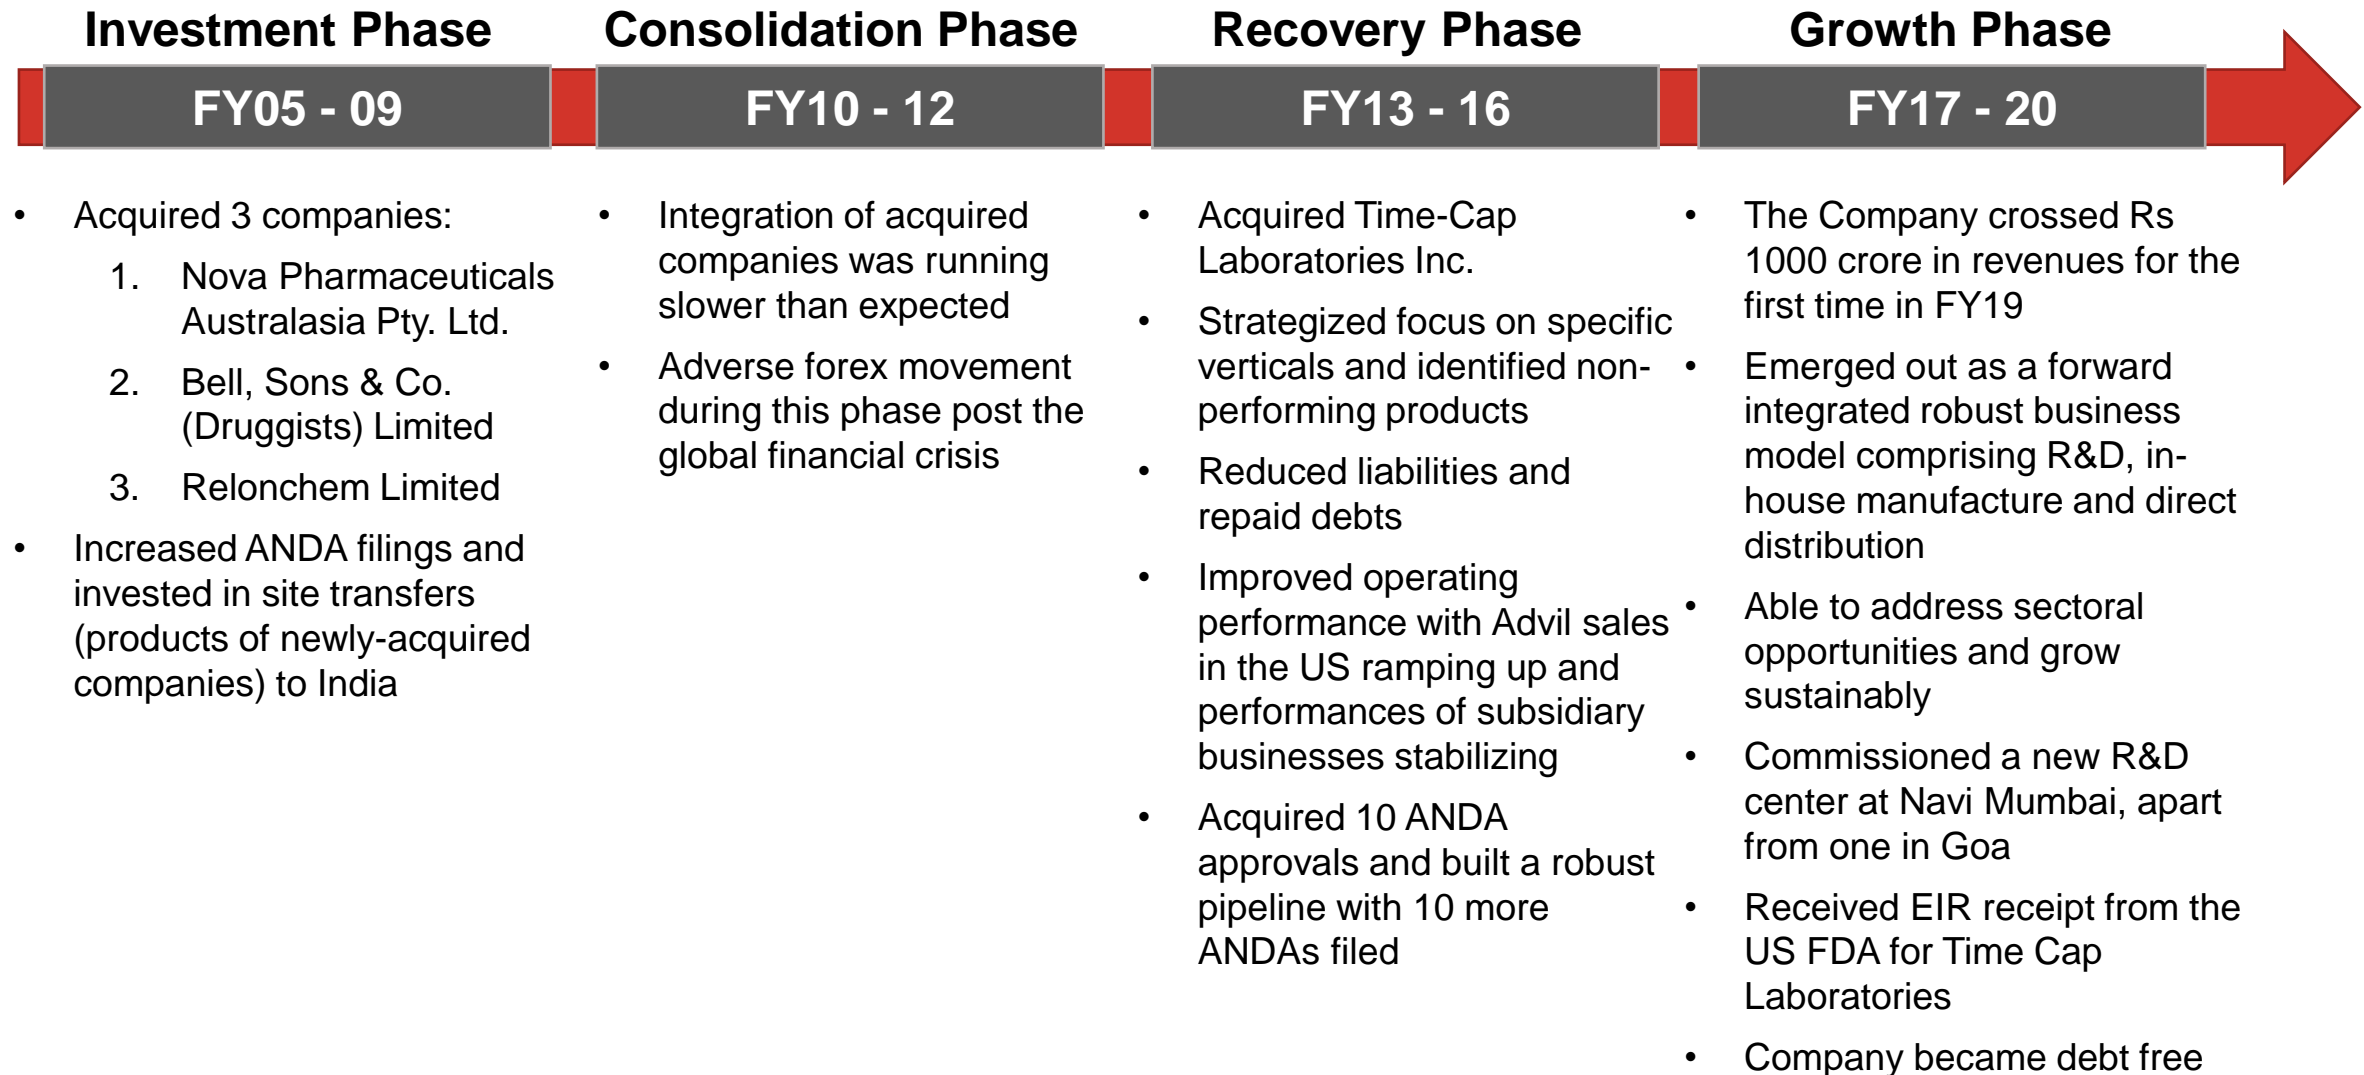 Investment Phase
FY05 - 09
• Acquired 3 companies:
1. Nova Pharmaceuticals
Australasia Pty. Ltd.
2. Bell, Sons & Co.
(Druggists) Limited
3. Relonchem Limited
• Increased ANDA filings and
invested in site transfers
(products of newly-acquired
companies) to India
Consolidation Phase
FY10 - 12
• Integration of acquired
companies was running
slower than expected
• Adverse forex movement
during this phase post the
global financial crisis
Recovery Phase
FY13 - 16
• Acquired Time-Cap
Laboratories Inc.
• Strategized focus on specific
verticals and identified non-
performing products
• Reduced liabilities and
repaid debts
• Improved operating
performance with Advil sales
in the US ramping up and
performances of subsidiary
businesses stabilizing
• Acquired 10 ANDA
approvals and built a robust
pipeline with 10 more
ANDAs filed
Growth Phase
FY17 - 20
• The Company crossed Rs
1000 crore in revenues for the
first time in FY19
• Emerged out as a forward
integrated robust business
model comprising R&D, in-
house manufacture and direct
distribution
• Able to address sectoral
opportunities and grow
sustainably
• Commissioned a new R&D
center at Navi Mumbai, apart
from one in Goa
• Received EIR receipt from the
US FDA for Time Cap
Laboratories
• Company became debt free